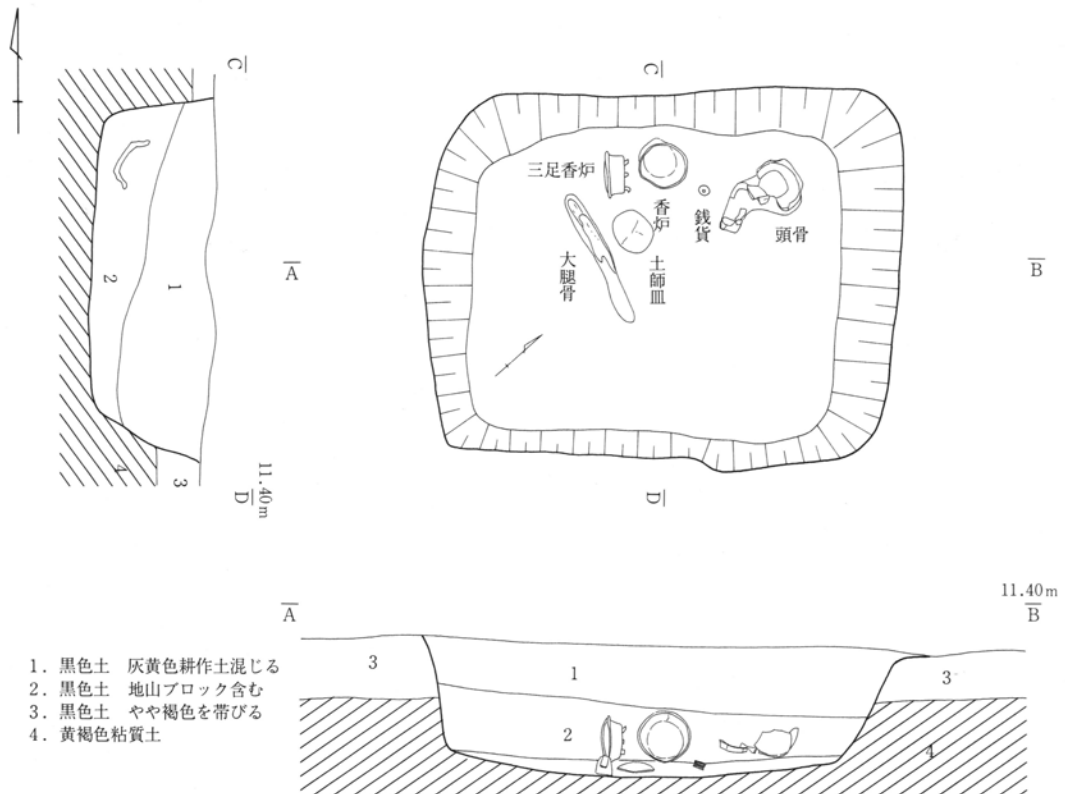 C
C
三足香炉
香炉
銭貨
頭骨
大腿骨
土師皿
A
B
2
1
4
3
11.40m
D
D
11.40m
A
B
3
1
3
2
4
1. 黒色土 灰黄色耕作土混じる
2. 黒色土 地山ブロック含む
3. 黒色土 やや褐色を帯びる
4. 黄褐色粘質土